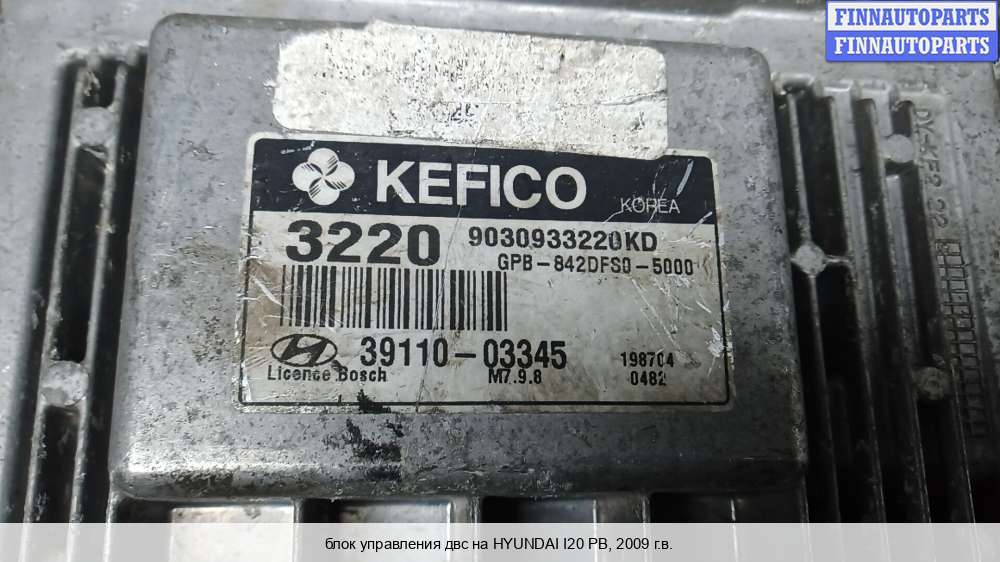 FINNAUTOPARTS
FINNAUTOPARTS
KEFICO
KOREA
3220
9030933220KD
GPB-842DFS0-5000
39110-03345
198704
Licence Bosch
M7.9.8
0482
блок управления двс на HYUNDAI I20 PB, 2009 г.в.